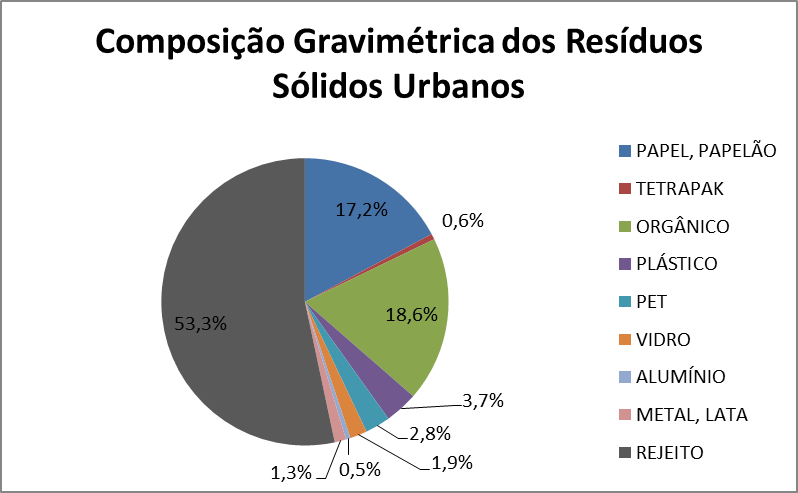 Composição Gravimétrica dos Resíduos
Sólidos Urbanos
17,2%
0,6%
18,6%
3,7%
2,8%
1,9%
0,5%
1,3%
53,3%
PAPEL, PAPELÃO
TETRAPAK
ORGÂNICO
PLÁSTICO
PET
VIDRO
ALUMÍNIO
METAL, LATA
REJEITO